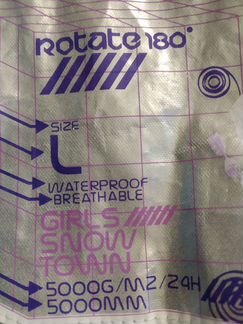 Rotate 180°
SIZE
L
WATERPROOF
BREATHABLE
GIRLS
SNOW
TOWN
5000G/M2/24H
5000MM